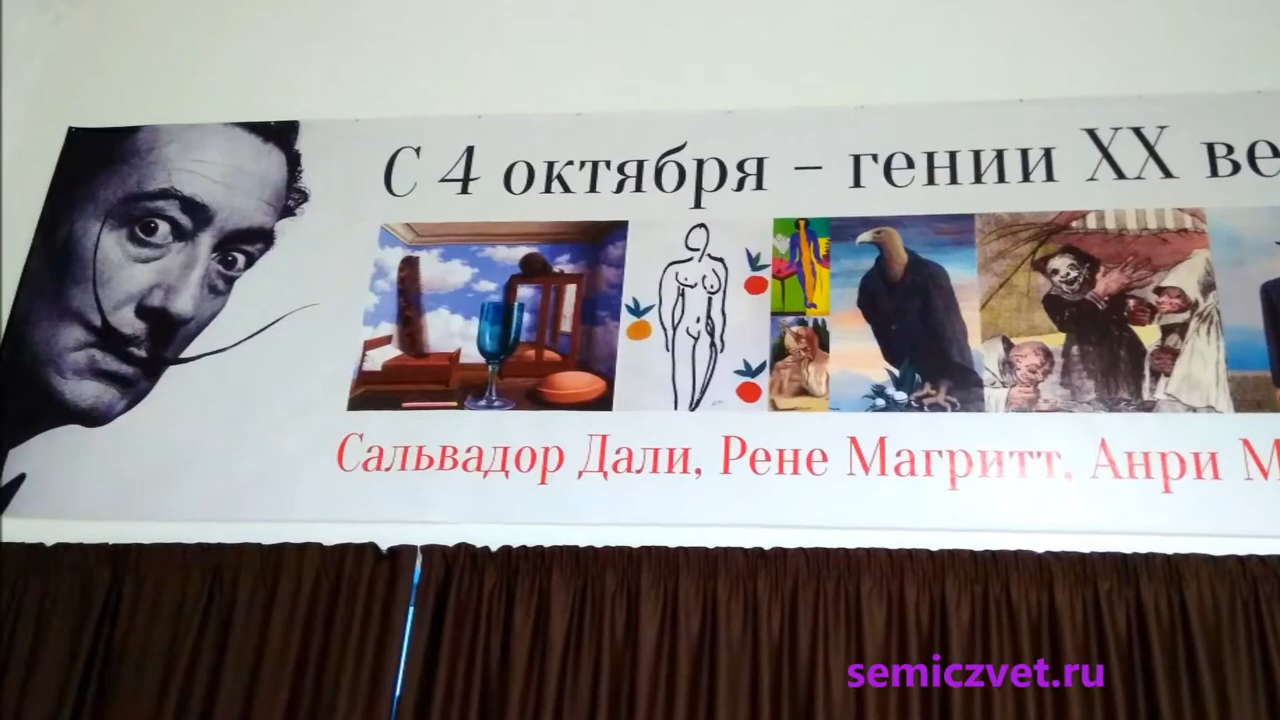 С 4 октября – гении XX ве
Сальвадор Дали, Рене Магритт, Анри М
semiczvet.ru